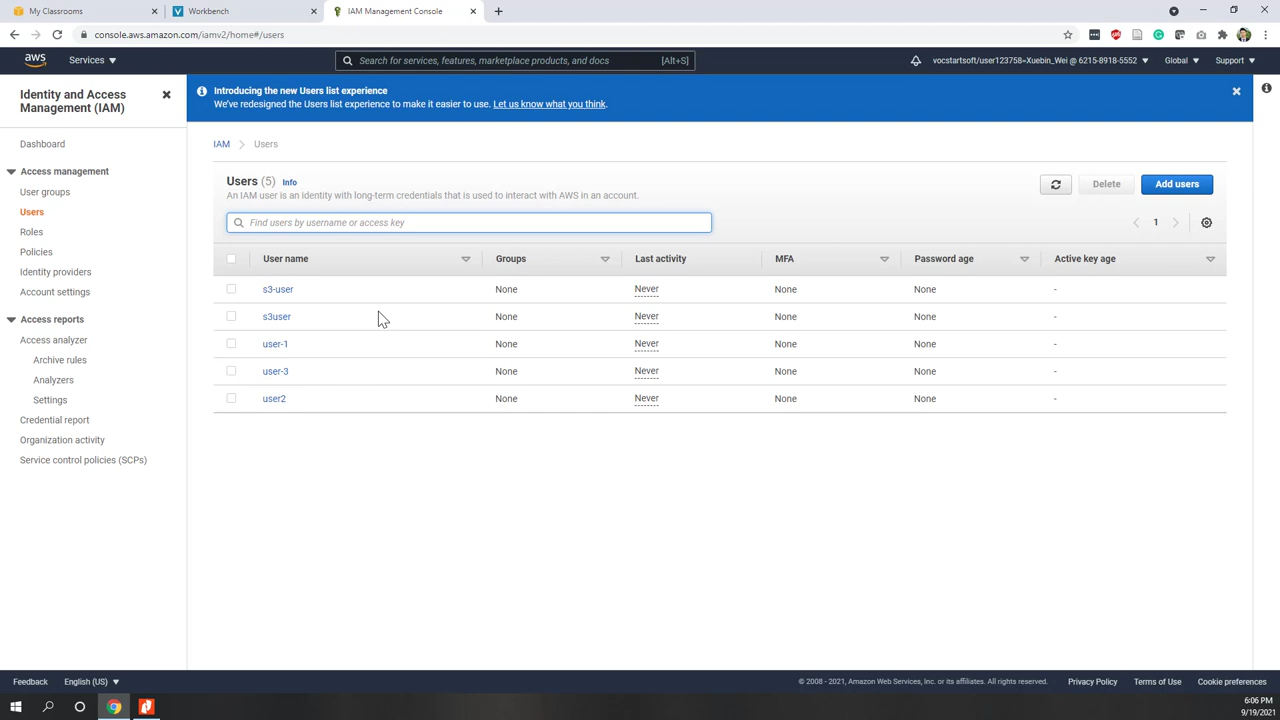 My Classrooms
Workbench
IAM Management Console
console.aws.amazon.com/iamv2/home#/users
aws
Services
Search for services, features, marketplace products, and docs
[Alt+S]
vocstartsoft/user123758=Xuebin_Wei @ 6215-8918-5552
Global
Support
Identity and Access
Management (IAM)
Dashboard
Access management
User groups
Users
Roles
Policies
Identity providers
Account settings
Access reports
Access analyzer
Archive rules
Analyzers
Settings
Credential report
Organization activity
Service control policies (SCPs)
Introducing the new Users list experience
We've redesigned the Users list experience to make it easier to use. Let us know what you think.
IAM > Users
Users (5) Info
An IAM user is an identity with long-term credentials that is used to interact with AWS in an account.
Delete
Add users
Find users by username or access key
1
User name Groups Last activity MFA Password age Active key age
s3-user None Never None None -
s3user None Never None None -
user-1 None Never None None -
user-3 None Never None None -
user2 None Never None None -
Feedback
English (US)
© 2008 - 2021, Amazon Web Services, Inc. or its affiliates. All rights reserved.
Privacy Policy
Terms of Use
Cookie preferences
6:06 PM
9/19/2021